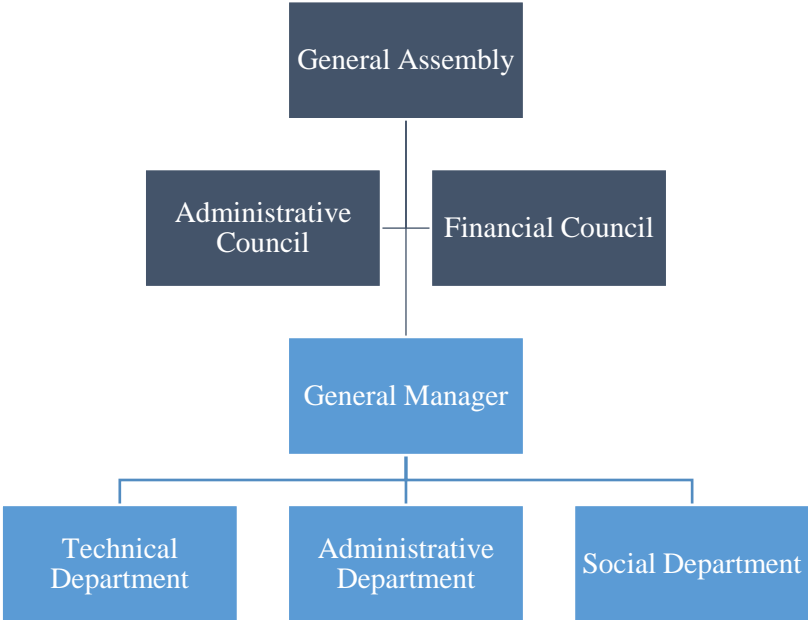 General Assembly
Administrative
Council
Financial Council
General Manager
Technical
Department
Administrative
Department
Social Department